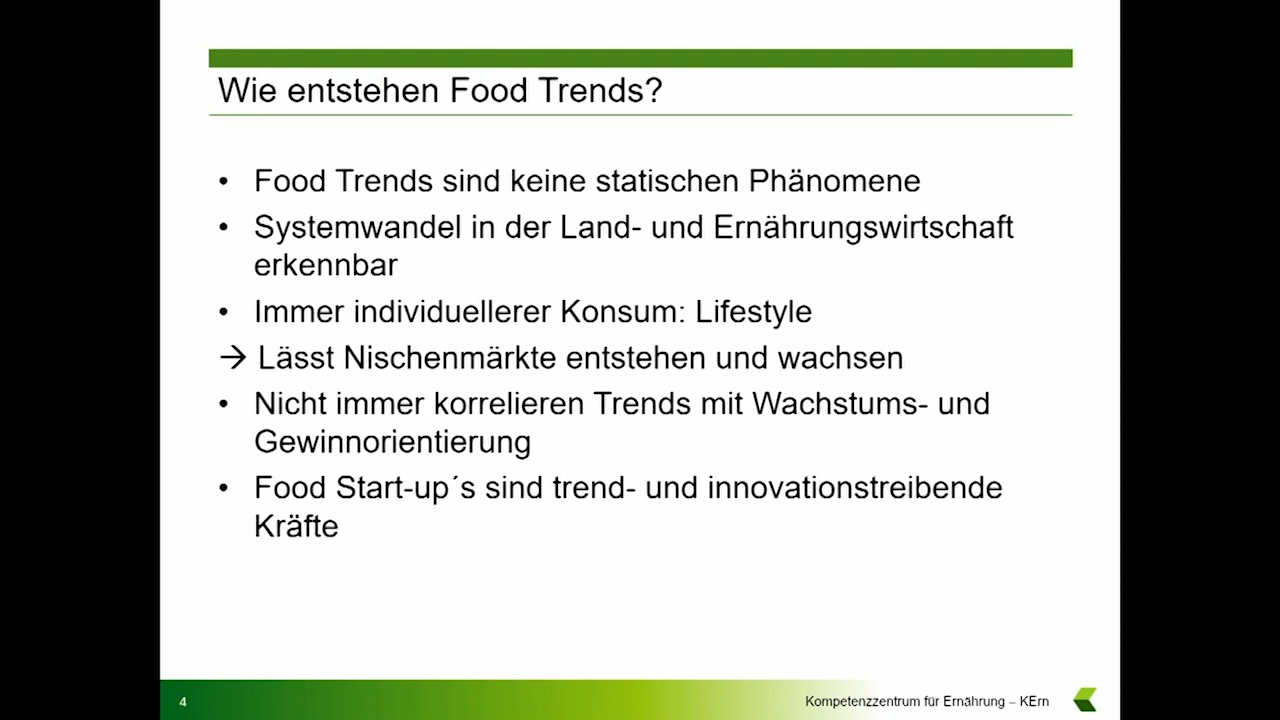 Wie entstehen Food Trends?
• Food Trends sind keine statischen Phänomene
• Systemwandel in der Land- und Ernährungswirtschaft
erkennbar
• Immer individuellerer Konsum: Lifestyle
→ Lässt Nischenmärkte entstehen und wachsen
• Nicht immer korrelieren Trends mit Wachstums- und
Gewinnorientierung
• Food Start-up´s sind trend- und innovationstreibende
Kräfte
4
Kompetenzzentrum für Ernährung – KErn